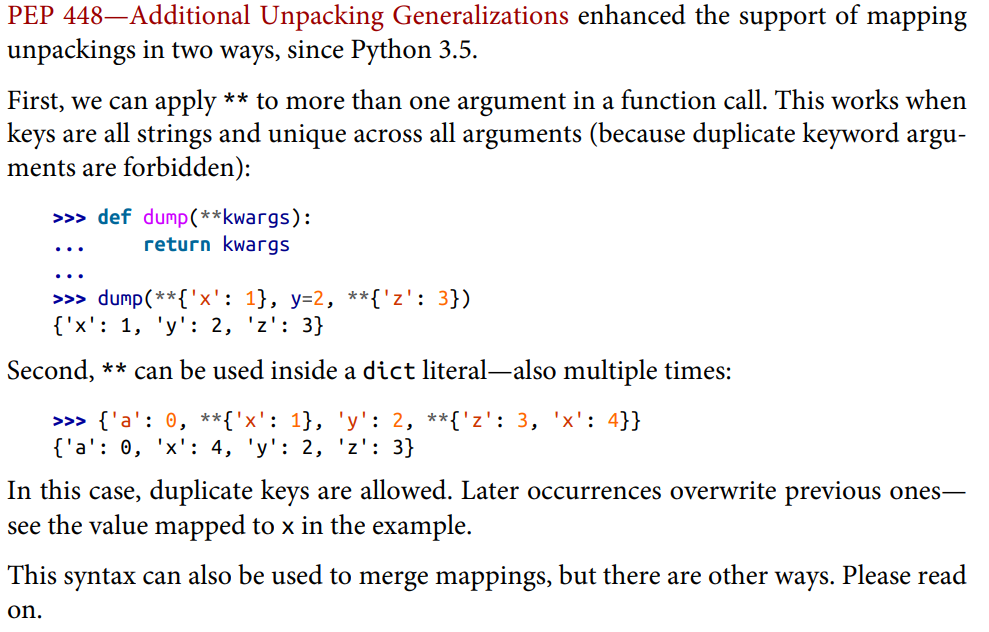 PEP 448—Additional Unpacking Generalizations enhanced the support of mapping
unpackings in two ways, since Python 3.5.
First, we can apply ** to more than one argument in a function call. This works when
keys are all strings and unique across all arguments (because duplicate keyword argu-
ments are forbidden):
>>> def dump(**kwargs):
...     return kwargs
...
>>> dump(**{'x': 1}, y=2, **{'z': 3})
{'x': 1, 'y': 2, 'z': 3}
Second, ** can be used inside a dict literal—also multiple times:
>>> {'a': 0, **{'x': 1}, 'y': 2, **{'z': 3, 'x': 4}}
{'a': 0, 'x': 4, 'y': 2, 'z': 3}
In this case, duplicate keys are allowed. Later occurrences overwrite previous ones—
see the value mapped to x in the example.
This syntax can also be used to merge mappings, but there are other ways. Please read
on.